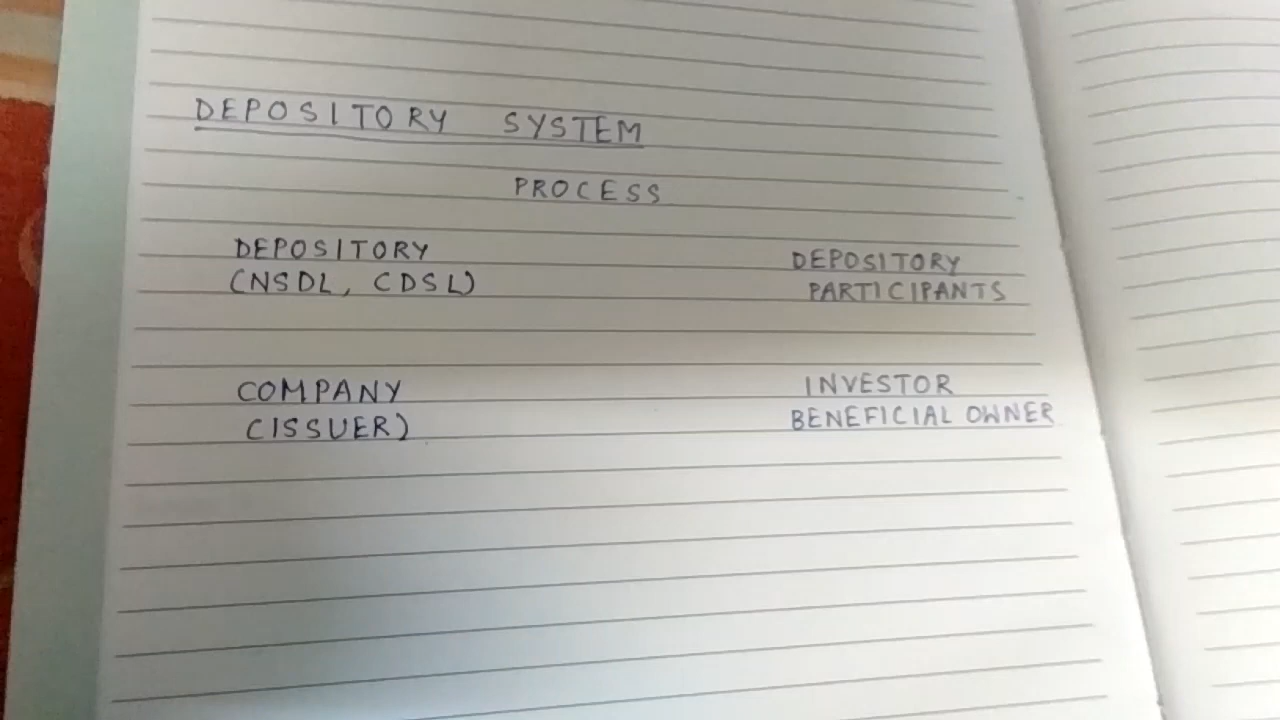 DEPOSITORY SYSTEM
PROCESS
DEPOSITORY
(NSDL, CDSL)
DEPOSITORY
PARTICIPANTS
COMPANY
(ISSUER)
INVESTOR
BENEFICIAL OWNER